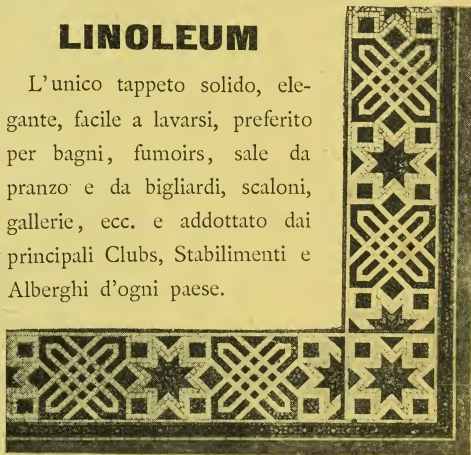 LINOLEUM
L'unico tappeto solido, ele-
gante, facile a lavarsi, preferito
per bagni, fumoirs, sale da
pranzo e da bigliardi, scaloni,
gallerie, ecc. e addottato dai
principali Clubs, Stabilimenti e
Alberghi d'ogni paese.